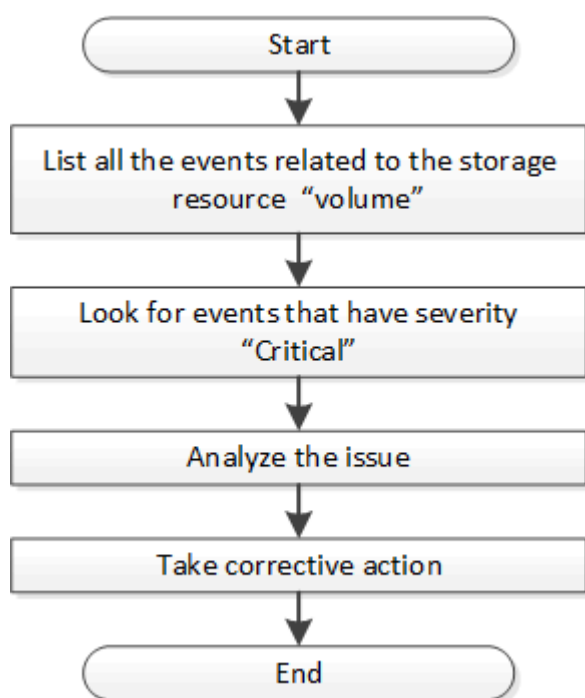 Start
List all the events related to the storage
resource “volume”
Look for events that have severity
“Critical”
Analyze the issue
Take corrective action
End